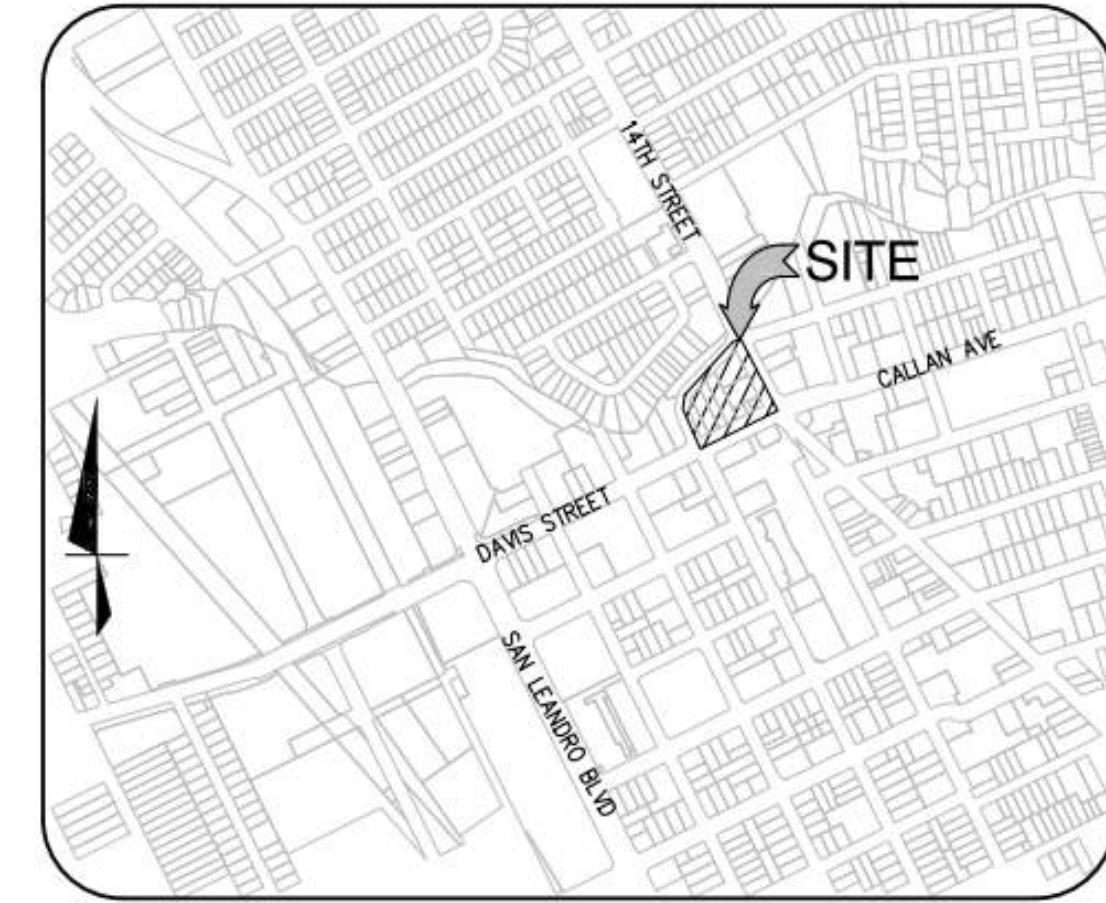 14TH STREET
SITE
CALLAN AVE
DAVIS STREET
SAN LEANDRO BLVD